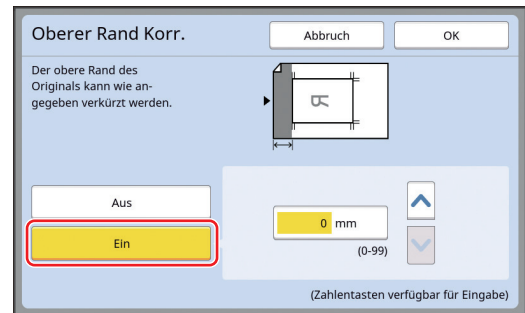 Oberer Rand Korr.
Abbruch
OK
Der obere Rand des
Originals kann wie an-
gegeben verkürzt werden.
R
Aus
Ein
0 mm
(0-99)
(Zahlentasten verfügbar für Eingabe)